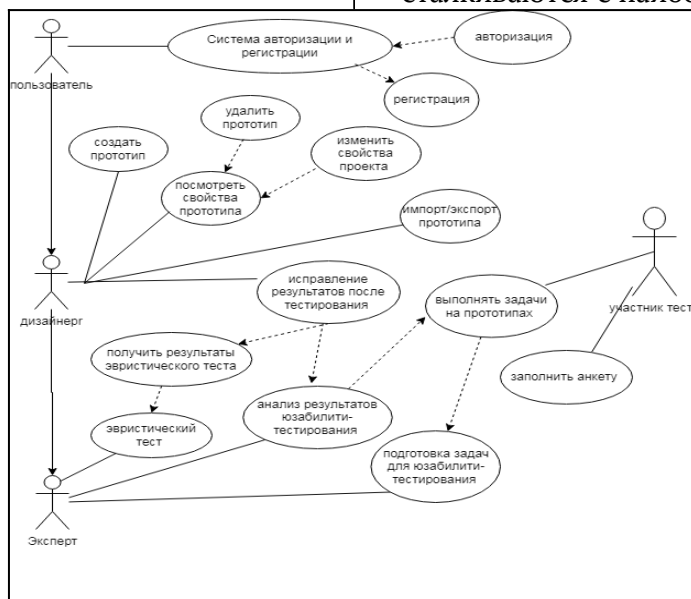 сталкиваются с
Система авторизации и
регистрации
авторизация
пользователь
регистрация
удалить
прототип
создать
прототип
изменить
свойства
проекта
посмотреть
свойства
прототипа
импорт/экспорт
прототипа
исправление
результатов после
тестирования
выполнять задачи
на прототипах
участник тест
дизайнерг
получить результаты
эвристического теста
заполнить анкету
анализ результатов
юзабилити-
тестирования
эвристический
тест
подготовка задач
для юзабилити-
тестирования
Эксперт